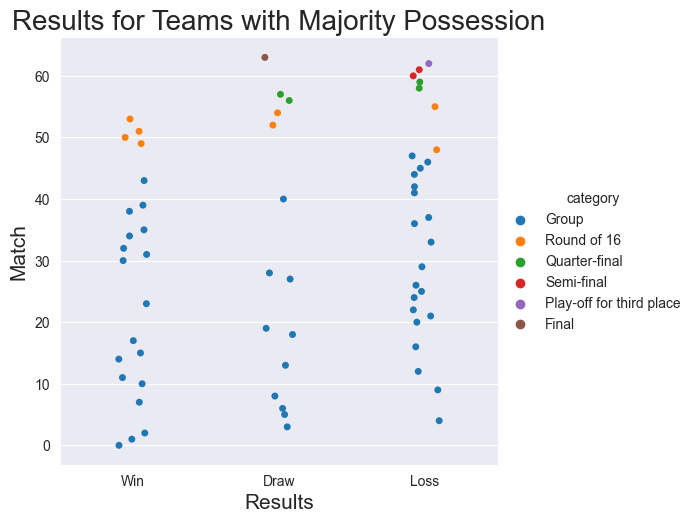 Results for Teams with Majority Possession
Match
60
50
40
30
20
10
0
Win
Draw
Loss
Results
category
Group
Round of 16
Quarter-final
Semi-final
Play-off for third place
Final